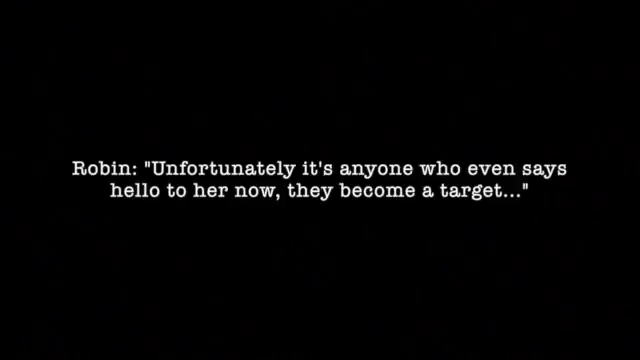 Robin: "Unfortunately it's anyone who even says
hello to her now, they become a target..."